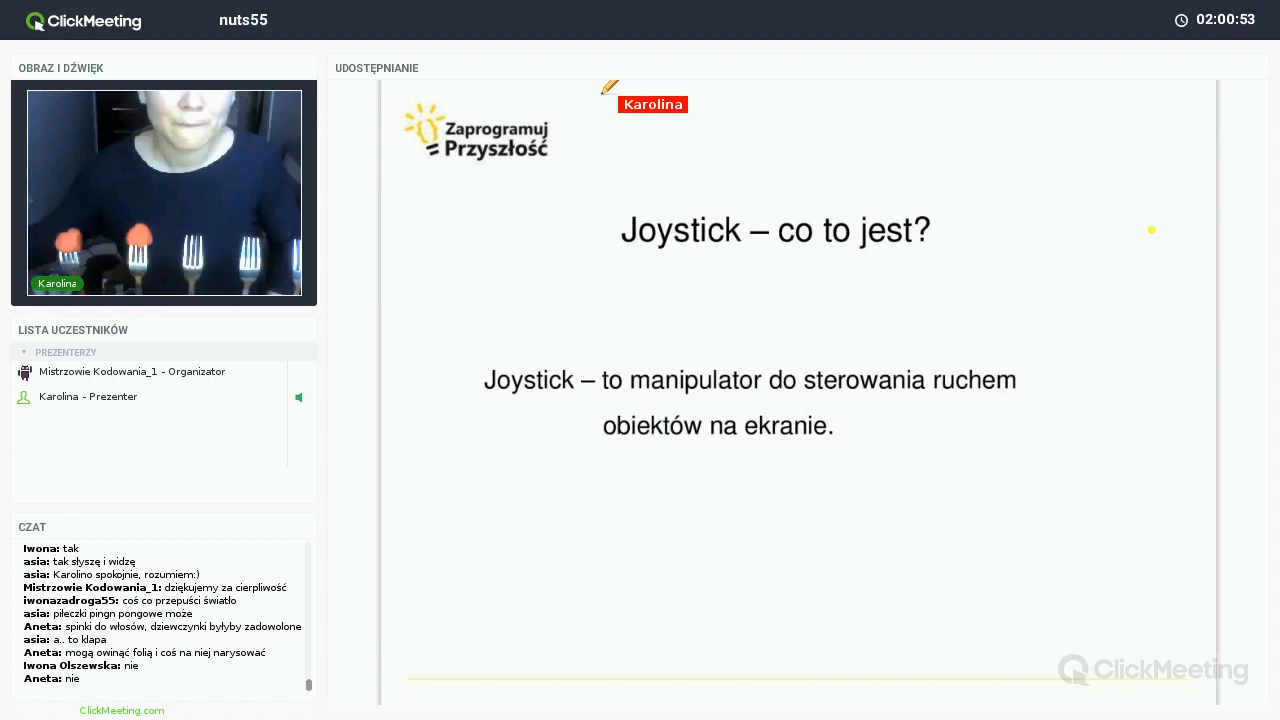 ClickMeeting
nuts55
02:00:53
OBRAZ I DŹWIĘK
Karolina
LISTA UCZESTNIKÓW
PREZENTERZY
Mistrzowie Kodowania_1 - Organizator
Karolina - Prezenter
CZAT
Iwona: tak
asia: tak słyszę i widzę
asia: Karolino spokojnie, rozumiem:)
Mistrzowie Kodowania_1: dziękujemy za cierpliwość
iwonazadroga55: coś co przepuści światło
asia: piłeczki pingn pongowe może
Aneta: spinki do włosów, dziewczynki byłyby zadowolone
asia: a.. to klapa
Aneta: mogą owinąć folią i coś na niej narysować
Iwona Olszewska: nie
Aneta: nie
ClickMeeting.com
UDOSTĘPNIANIE
Karolina
Zaprogramuj
Przyszłość
Joystick – co to jest?
Joystick – to manipulator do sterowania ruchem
obiektów na ekranie.
ClickMeeting